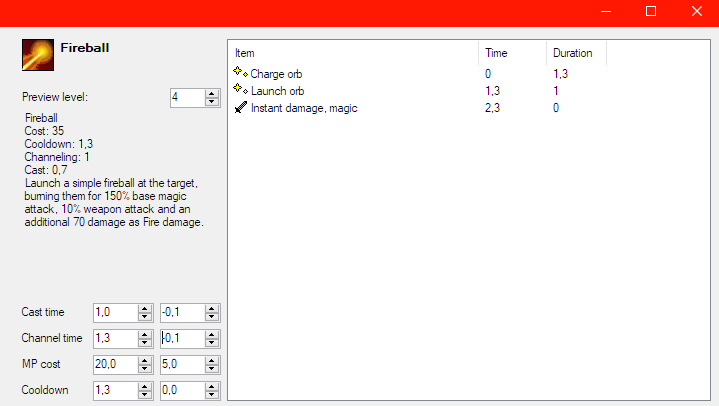 Fireball
Preview level: 4
Fireball
Cost: 35
Cooldown: 1,3
Channeling: 1
Cast: 0,7
Launch a simple fireball at the target,
burning them for 150% base magic
attack, 10% weapon attack and an
additional 70 damage as Fire damage.
Cast time 1,0 -0,1
Channel time 1,3 -0,1
MP cost 20,0 5,0
Cooldown 1,3 0,0
Item Time Duration
Charge orb 0 1,3
Launch orb 1,3 1
Instant damage, magic 2,3 0